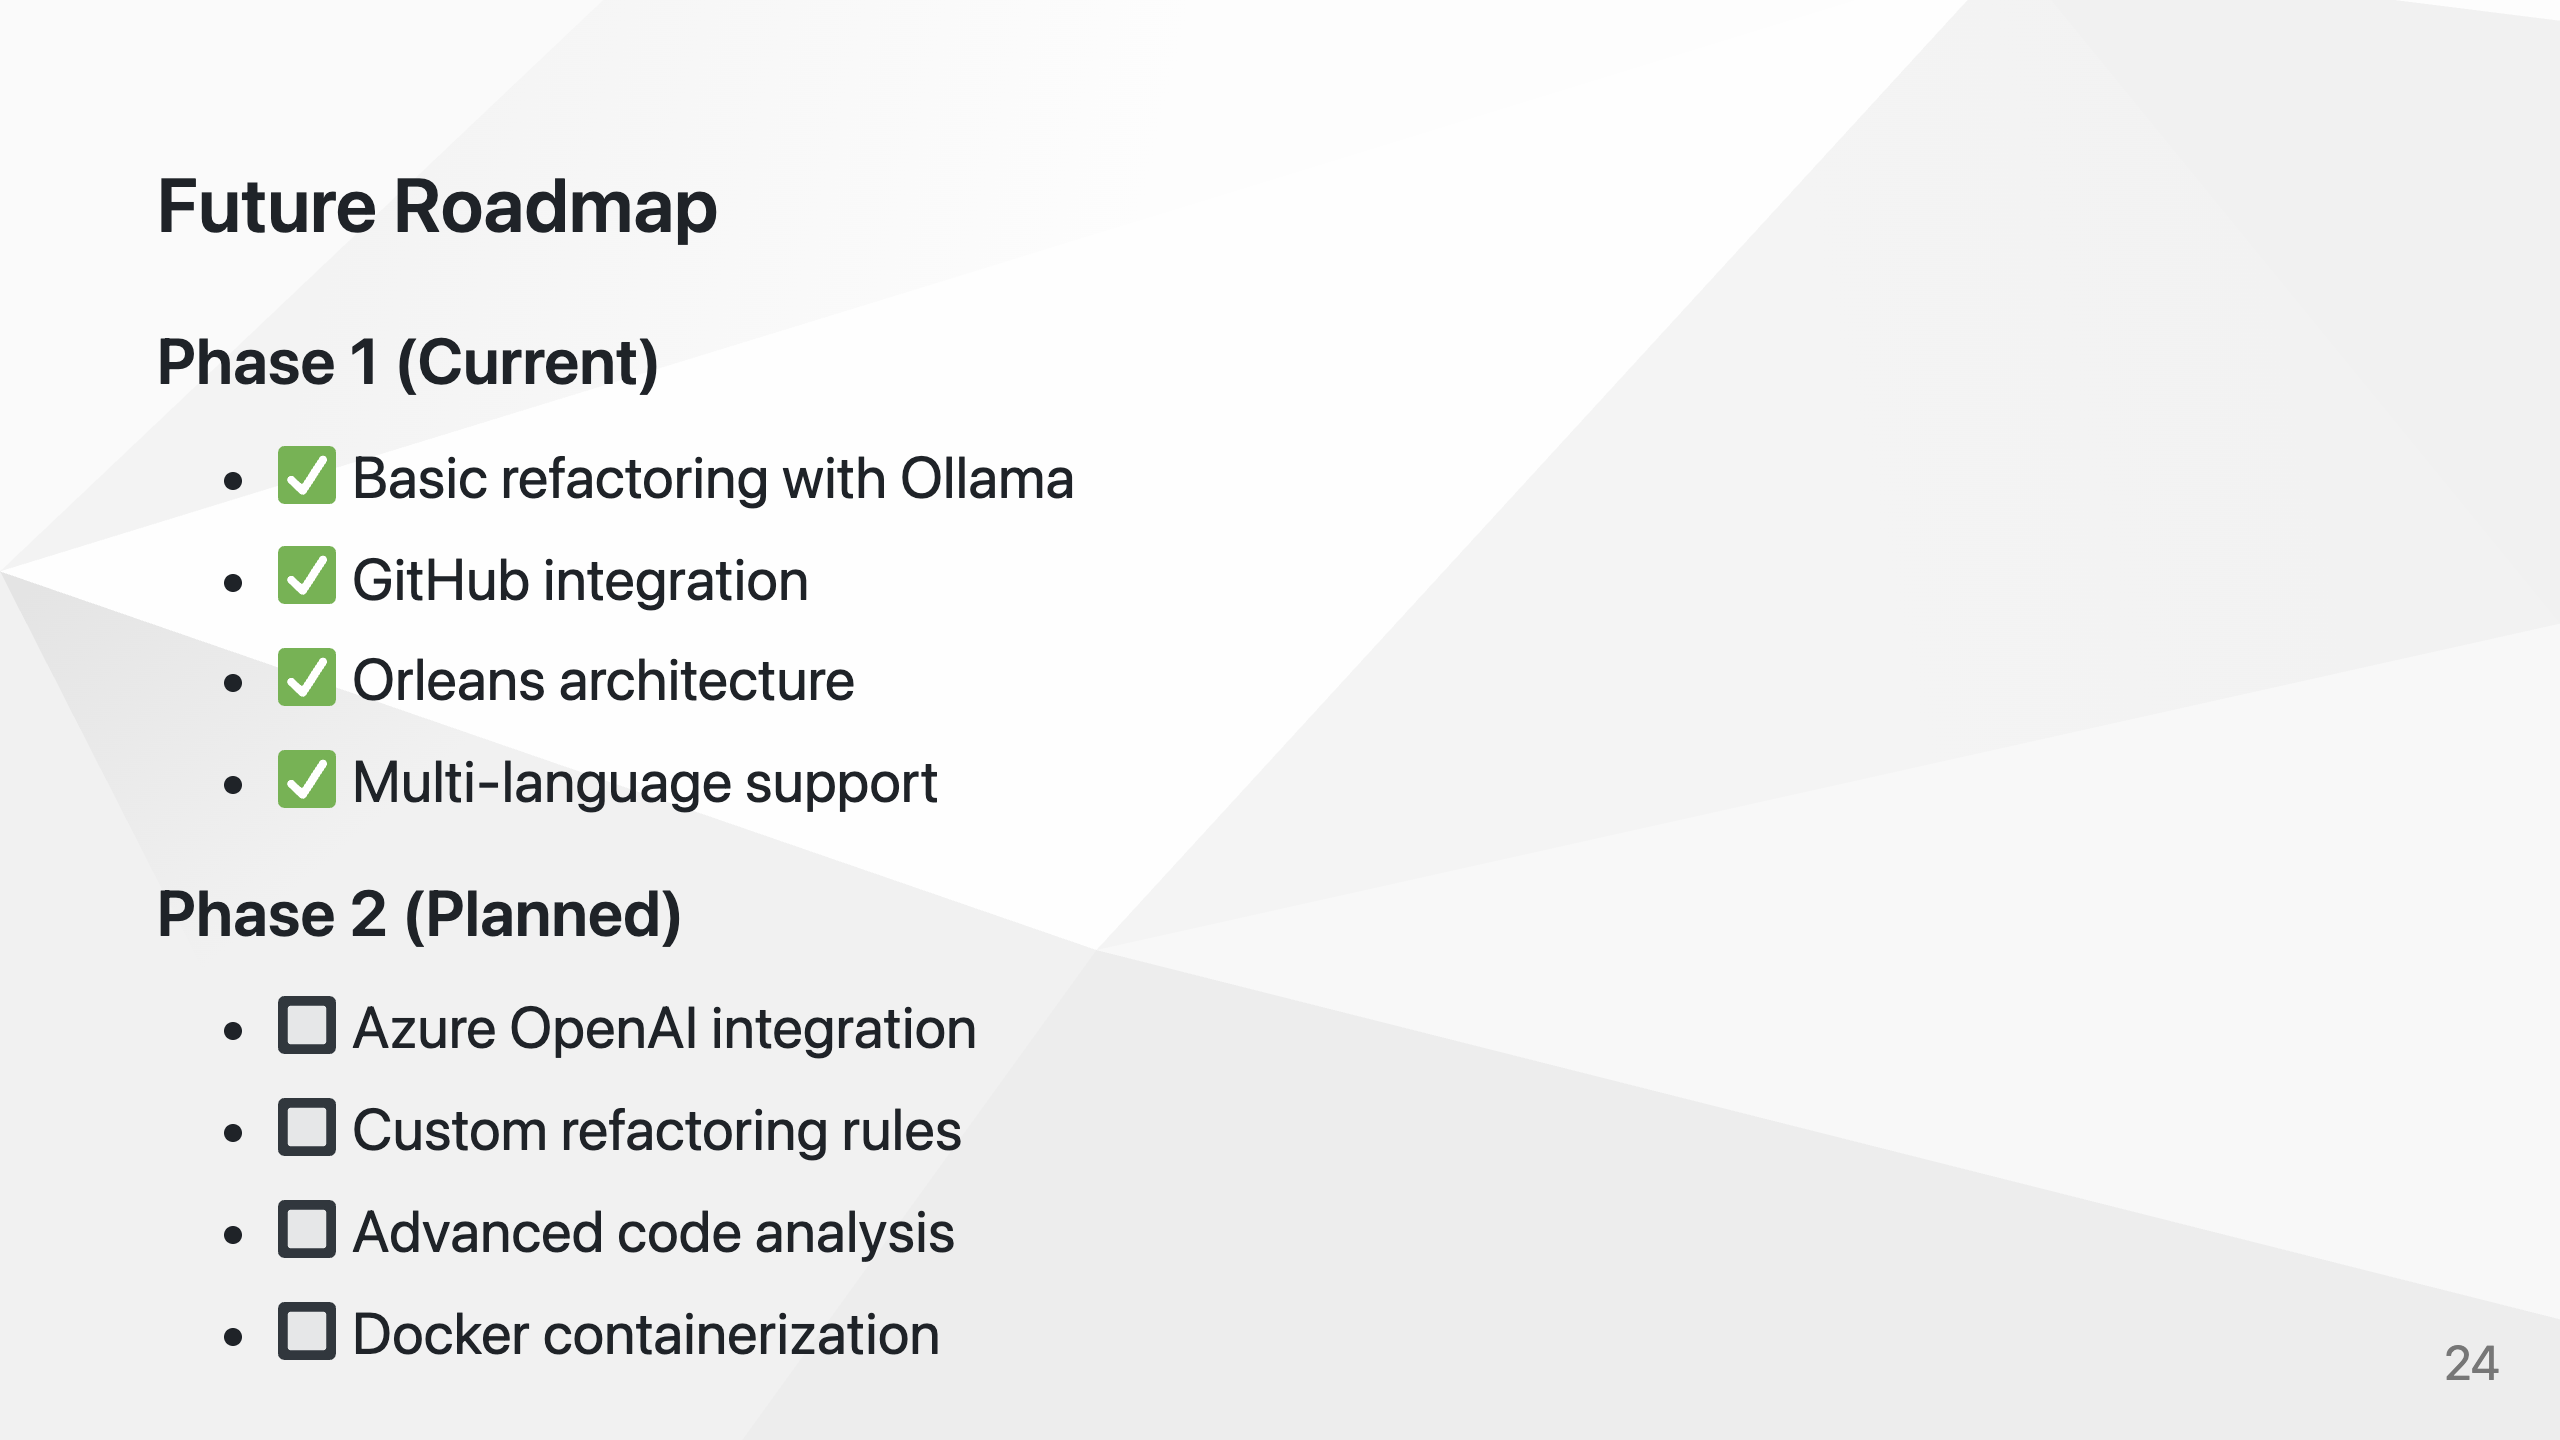 Future Roadmap
Phase 1 (Current)
• ✅ Basic refactoring with Ollama
• ✅ GitHub integration
• ✅ Orleans architecture
• ✅ Multi-language support
Phase 2 (Planned)
• 🔲 Azure OpenAI integration
• 🔲 Custom refactoring rules
• 🔲 Advanced code analysis
• 🔲 Docker containerization
24